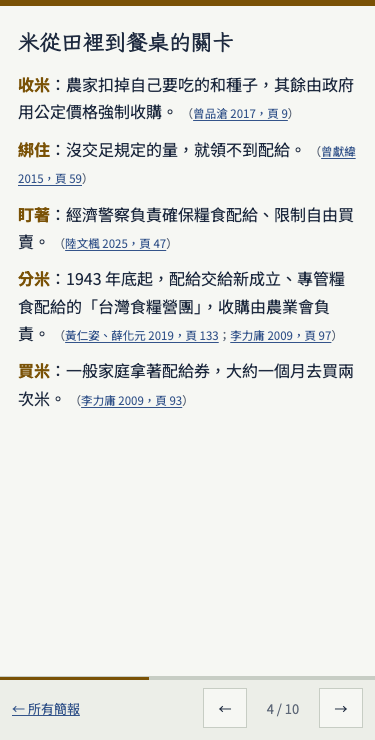 米從田裡到餐桌的關卡
收米：農家扣掉自己要吃的和種子，其餘由政府
用公定價格強制收購。（曾品滄 2017，頁 9）
綁住：沒交足規定的量，就領不到配給。（曾獻緯
2015，頁 59）
盯著：經濟警察負責確保糧食配給、限制自由買
賣。（陸文楓 2025，頁 47）
分米：1943 年底起，配給交給新成立、專管糧
食配給的「台灣食糧營團」，收購由農業會負
責。（黃仁姿、薛化元 2019，頁 133；李力庸 2009，頁 97）
買米：一般家庭拿著配給券，大約一個月去買兩
次米。（李力庸 2009，頁 93）
← 所有簡報 ← 4 / 10 →